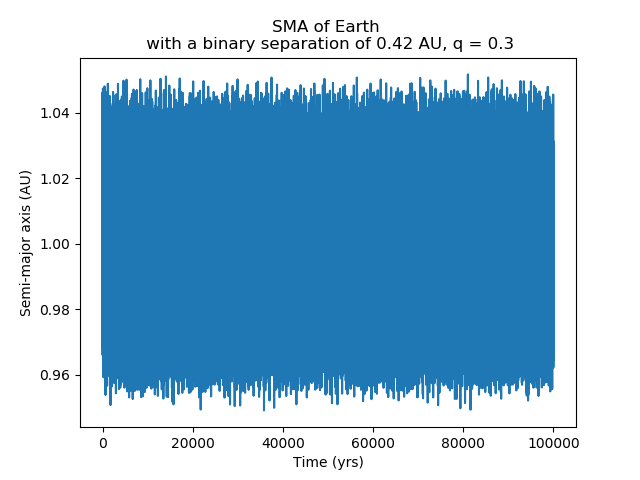 SMA of Earth
with a binary separation of 0.42 AU, q = 0.3
1.04
1.02
1.00
0.98
0.96
Semi-major axis (AU)
0
20000
40000
60000
80000
100000
Time (yrs)